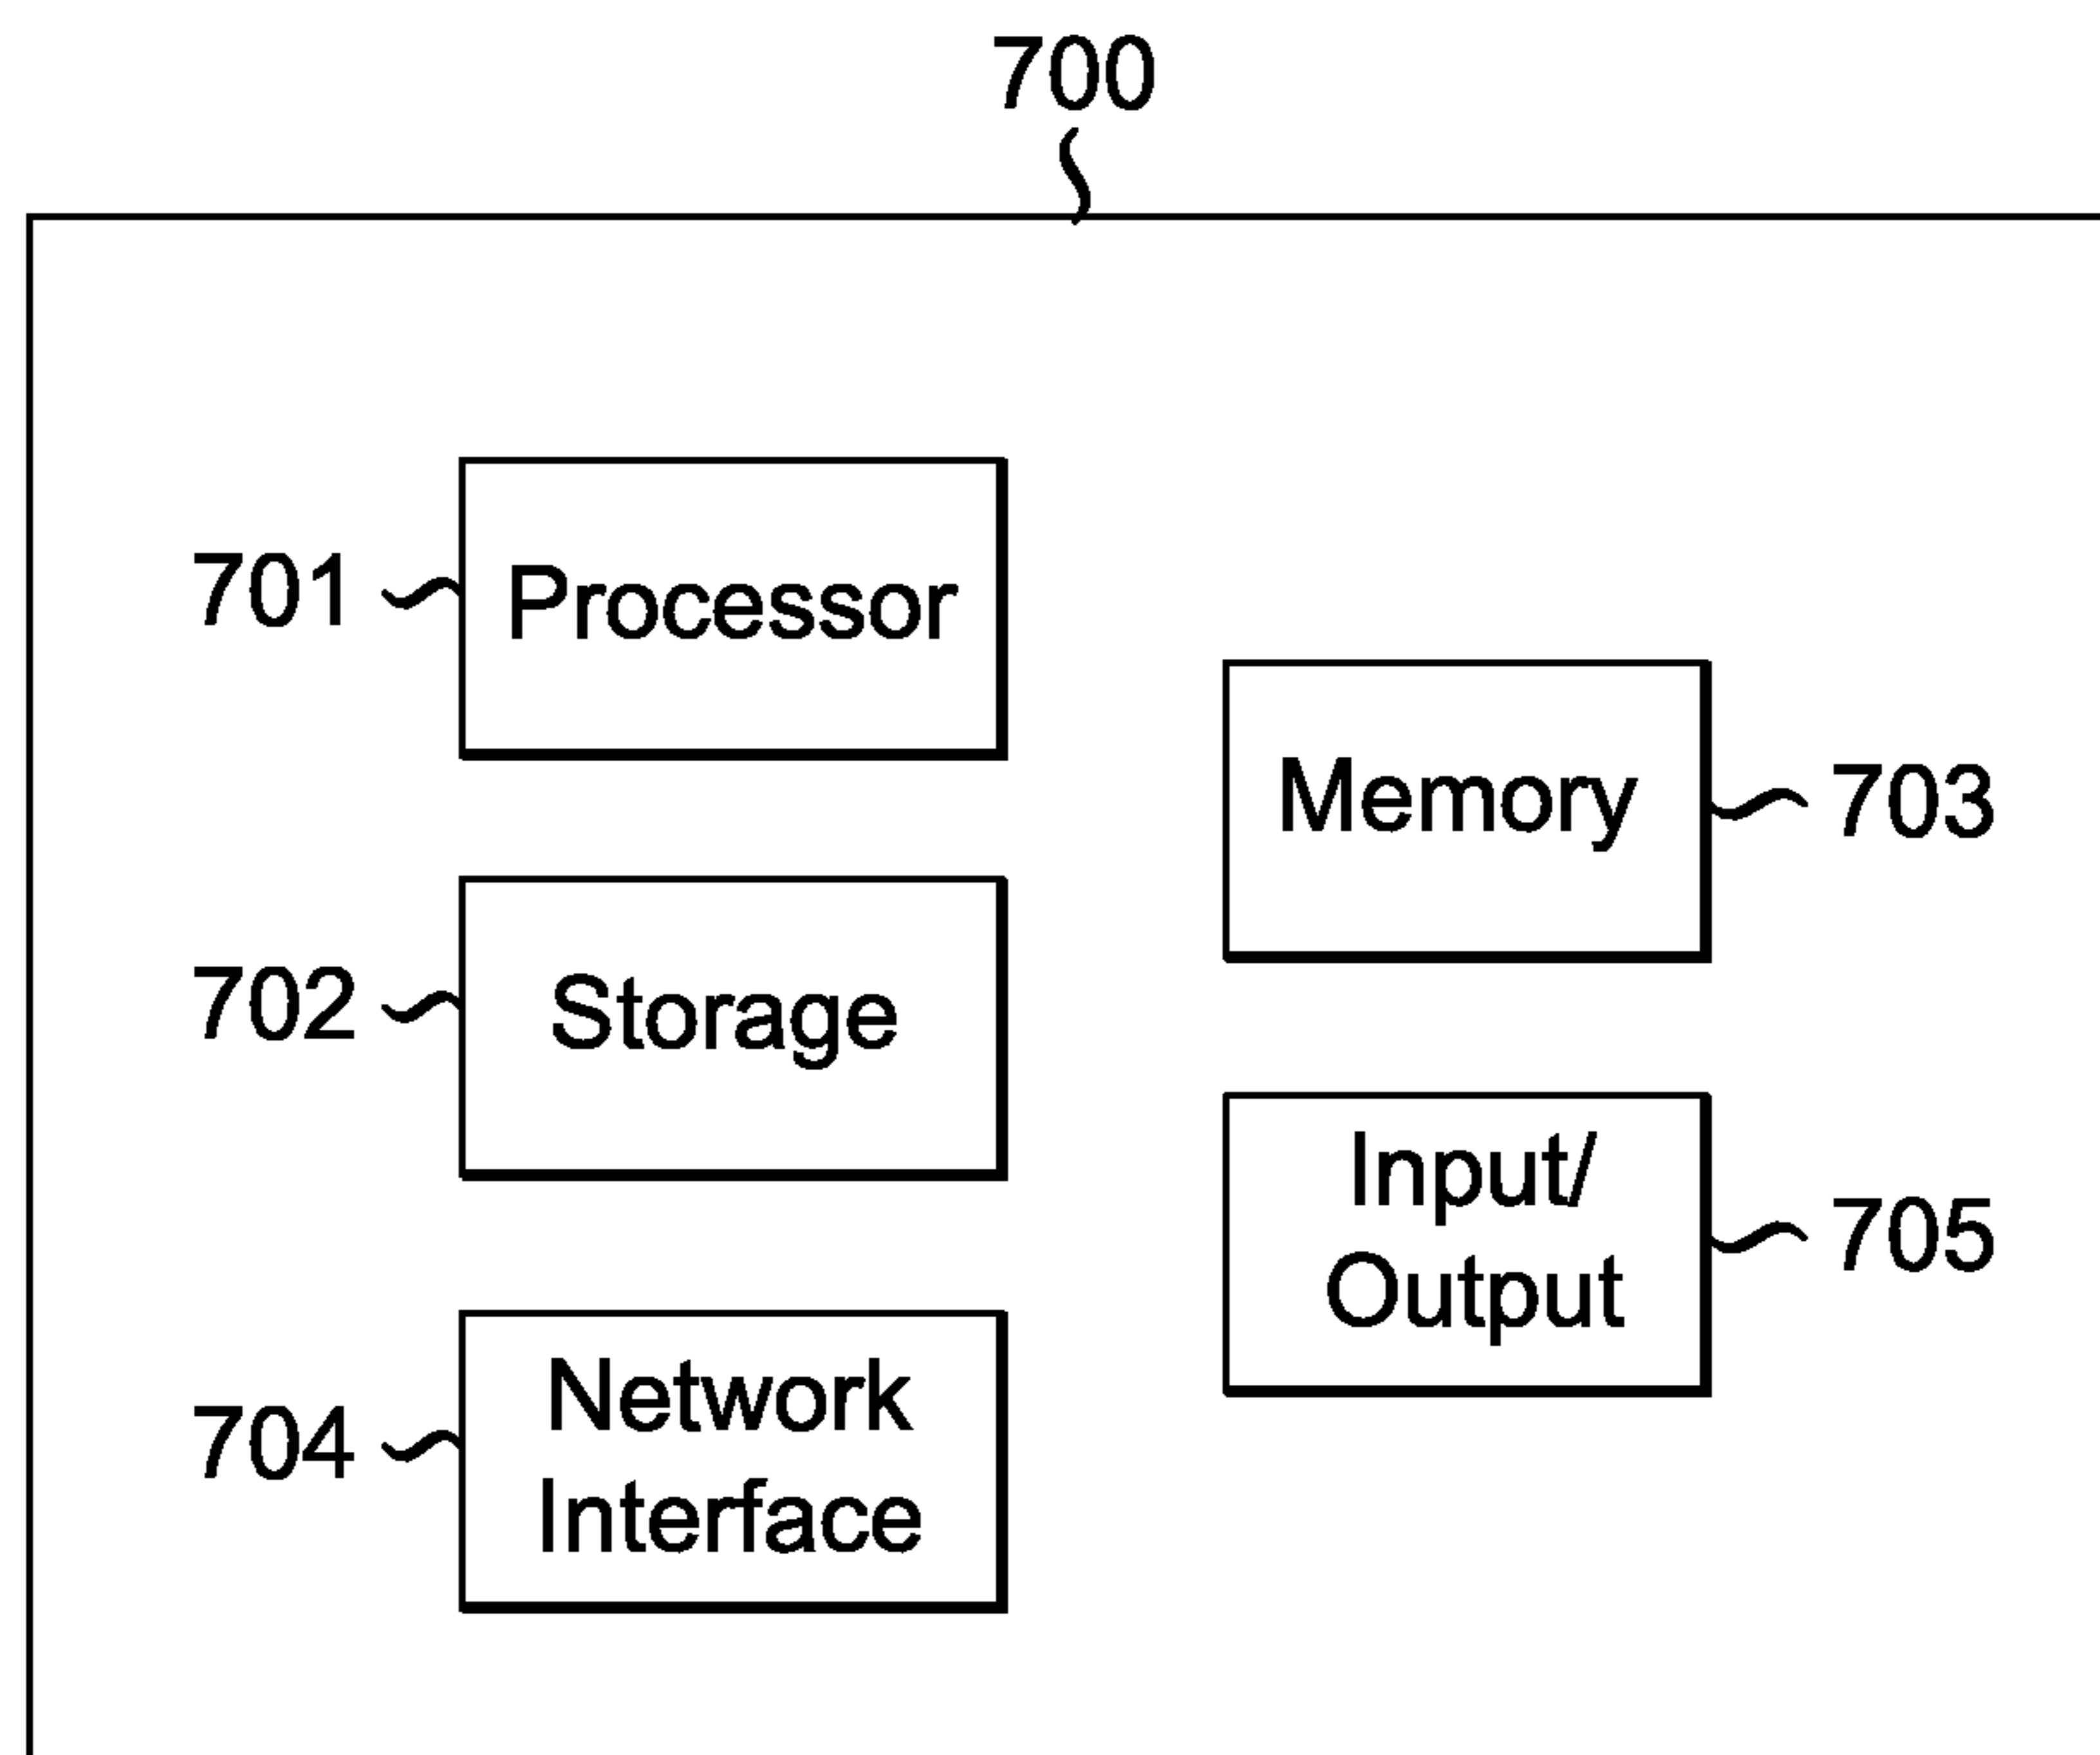 700
701
Processor
Memory
703
702
Storage
Input/
Output
705
704
Network
Interface